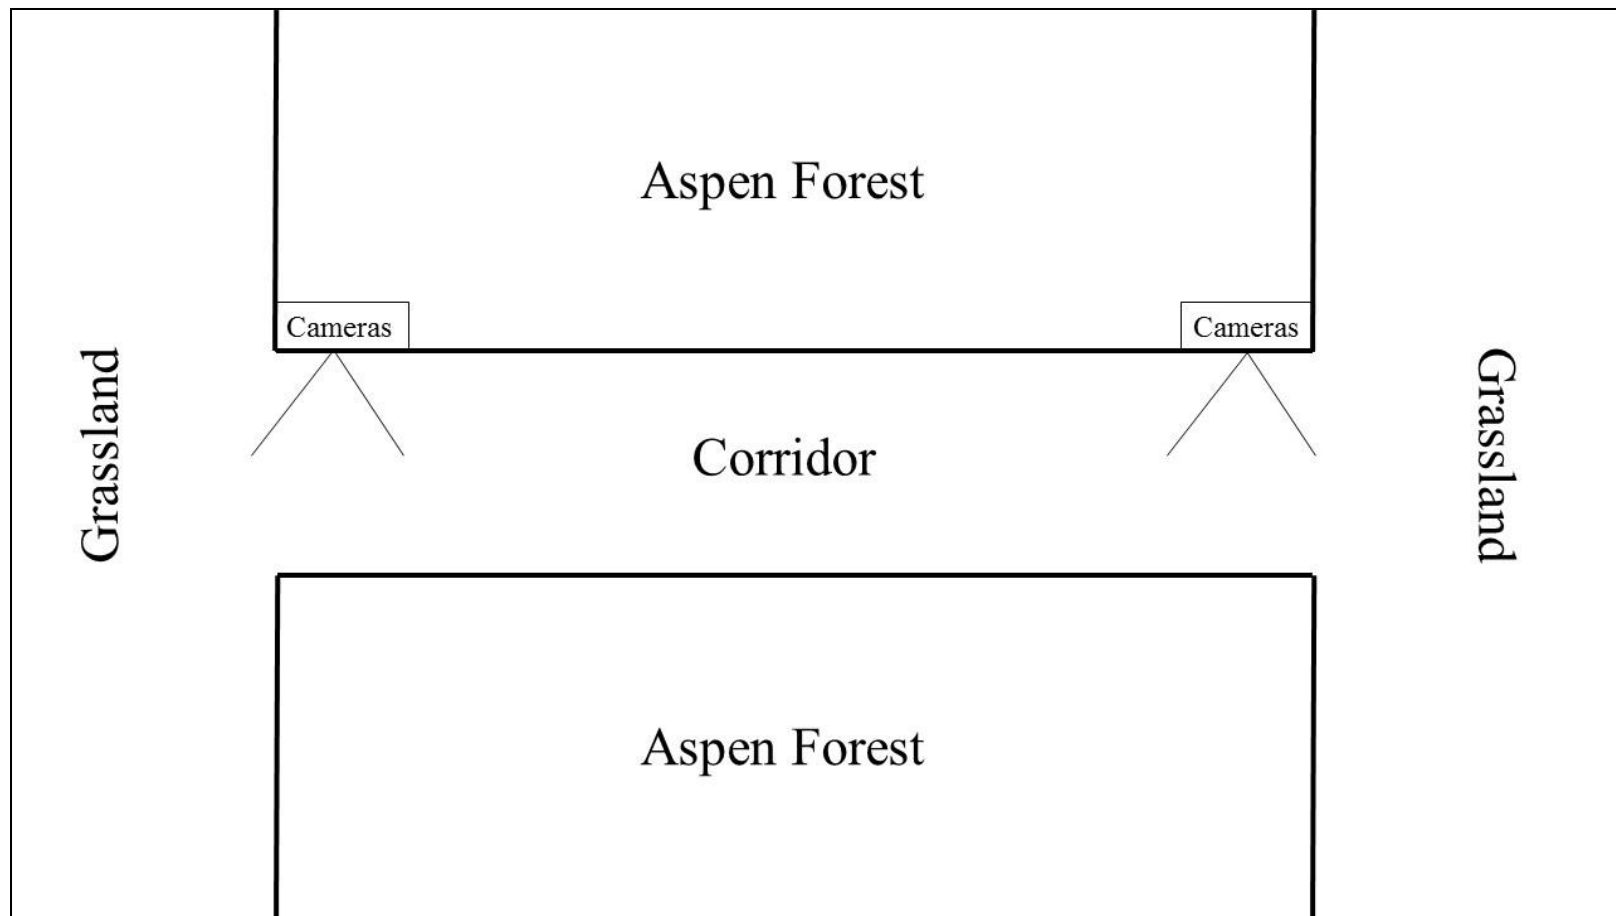 Aspen Forest
Cameras
Cameras
Grassland
Corridor
Grassland
Aspen Forest